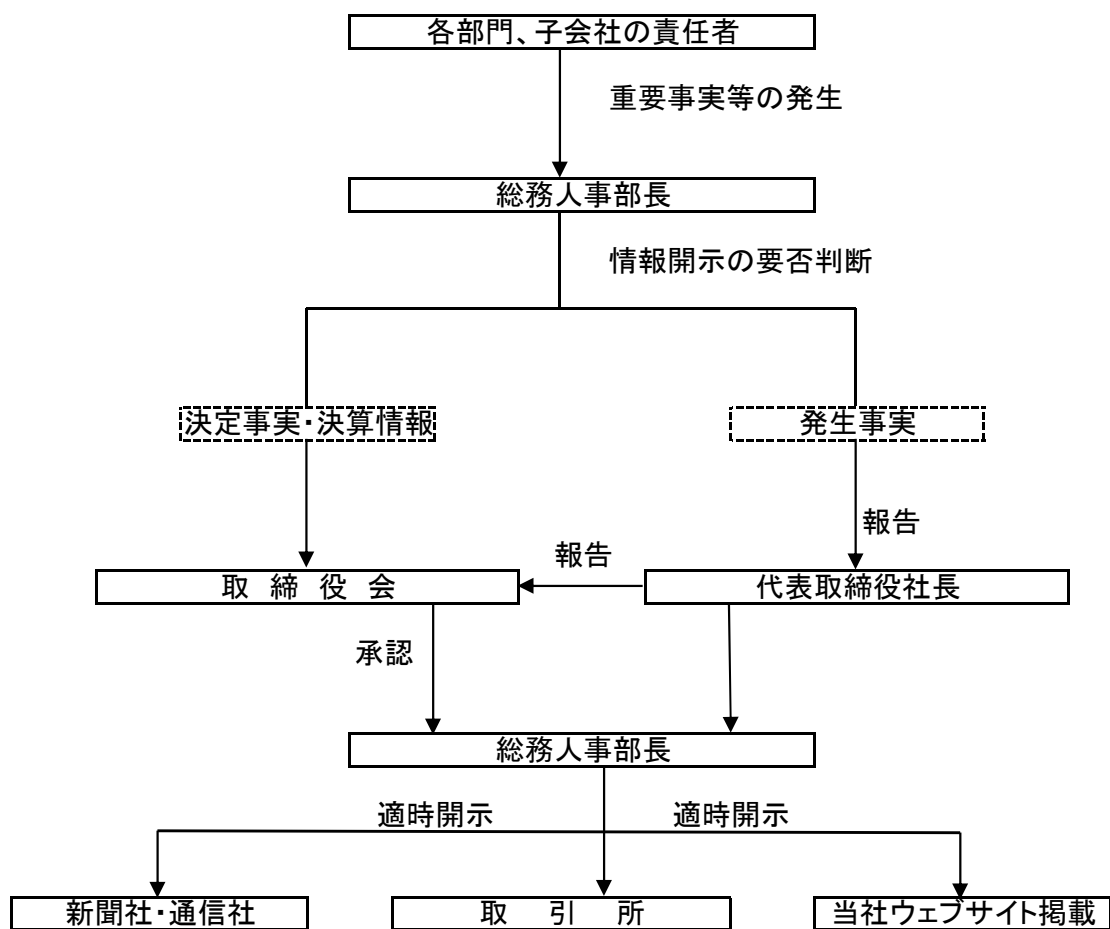 各部門、子会社の責任者
重要事実等の発生
総務人事部長
情報開示の要否判断
決定事実・決算情報
発生事実
報告
報告
取 締 役 会
代表取締役社長
承認
総務人事部長
適時開示
適時開示
新聞社・通信社
取 引 所
当社ウェブサイト掲載